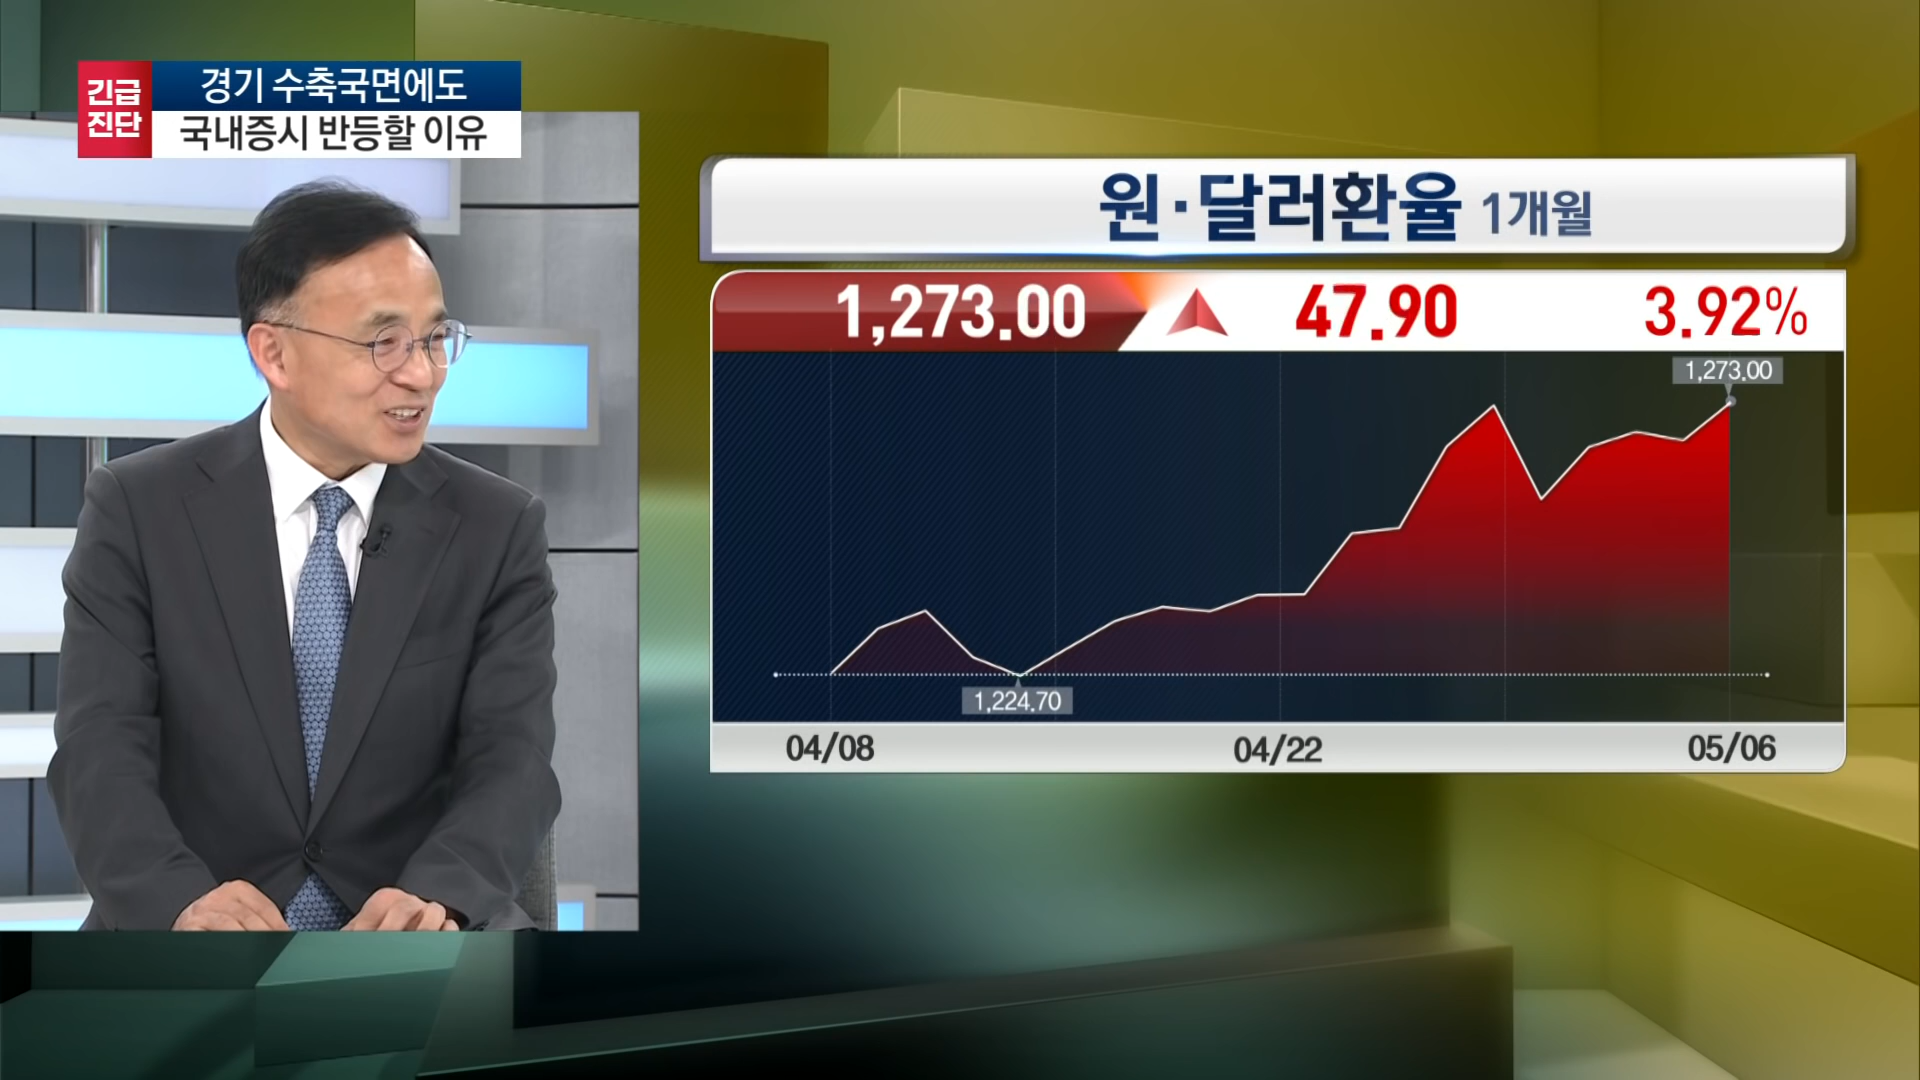 긴급
진단
경기 수축국면에도
국내증시 반등할 이유
원·달러환율 1개월
1,273.00 47.90 3.92%
1,273.00
1,224.70
04/08 04/22 05/06